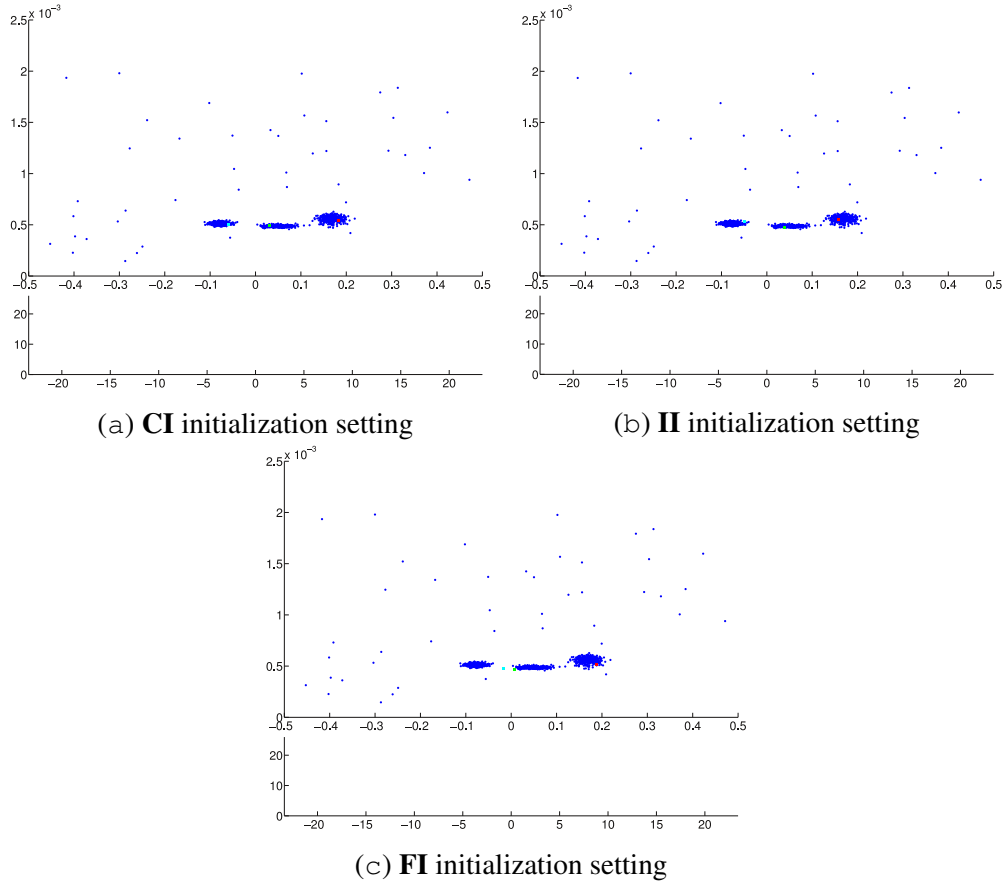 2.5 x 10⁻³ 2.5 x 10⁻³
2 2
1.5 1.5
1 1
0.5 0.5
0 0
−0.5 −0.4 −0.3 −0.2 −0.1 0 0.1 0.2 0.3 0.4 0.5 −0.5 −0.4 −0.3 −0.2 −0.1 0 0.1 0.2 0.3 0.4 0.5
20 20
10 10
0 0
−20 −15 −10 −5 0 5 10 15 20 −20 −15 −10 −5 0 5 10 15 20
(a) CI initialization setting (b) II initialization setting
2.5 x 10⁻³
2
1.5
1
0.5
0
−0.5 −0.4 −0.3 −0.2 −0.1 0 0.1 0.2 0.3 0.4 0.5
20
10
0
−20 −15 −10 −5 0 5 10 15 20
(c) FI initialization setting